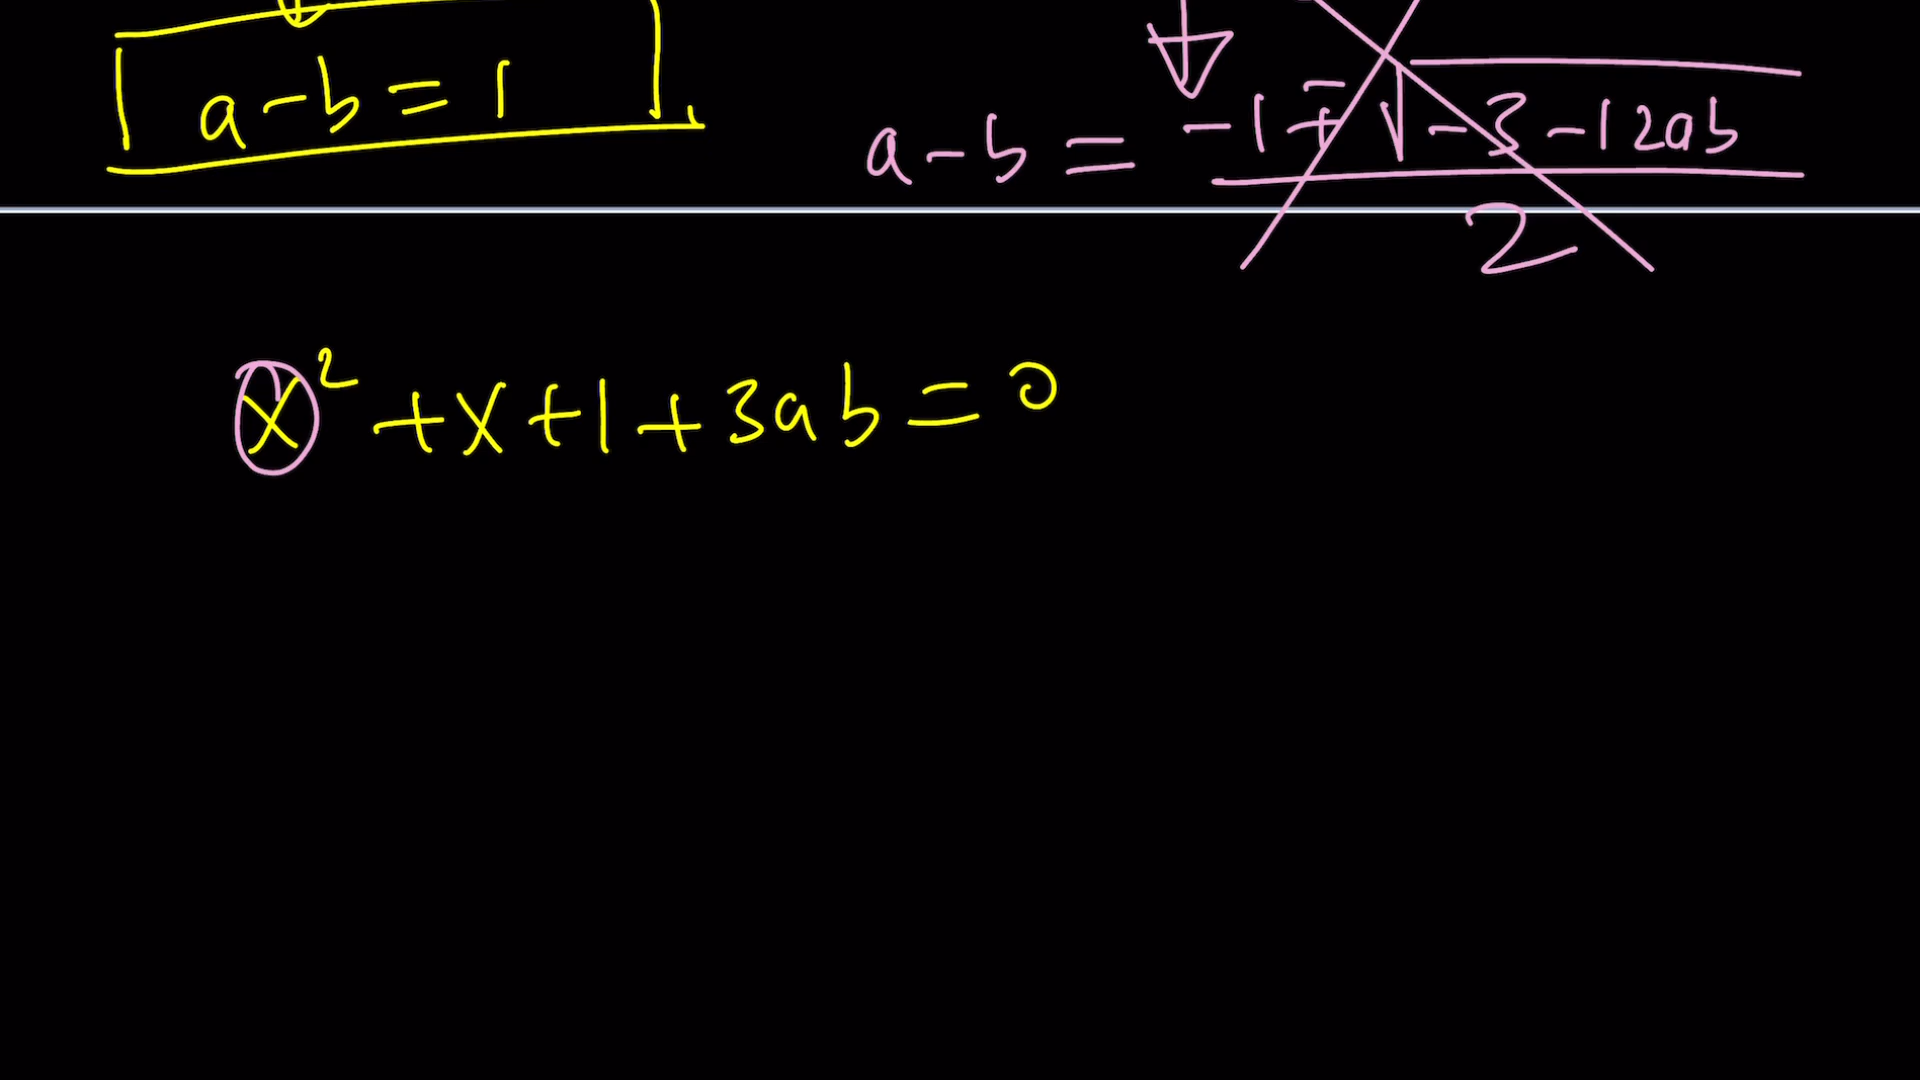 a-b=1
a-b = (-1∓√(-3-12ab))/2
x²+x+1+3ab=0